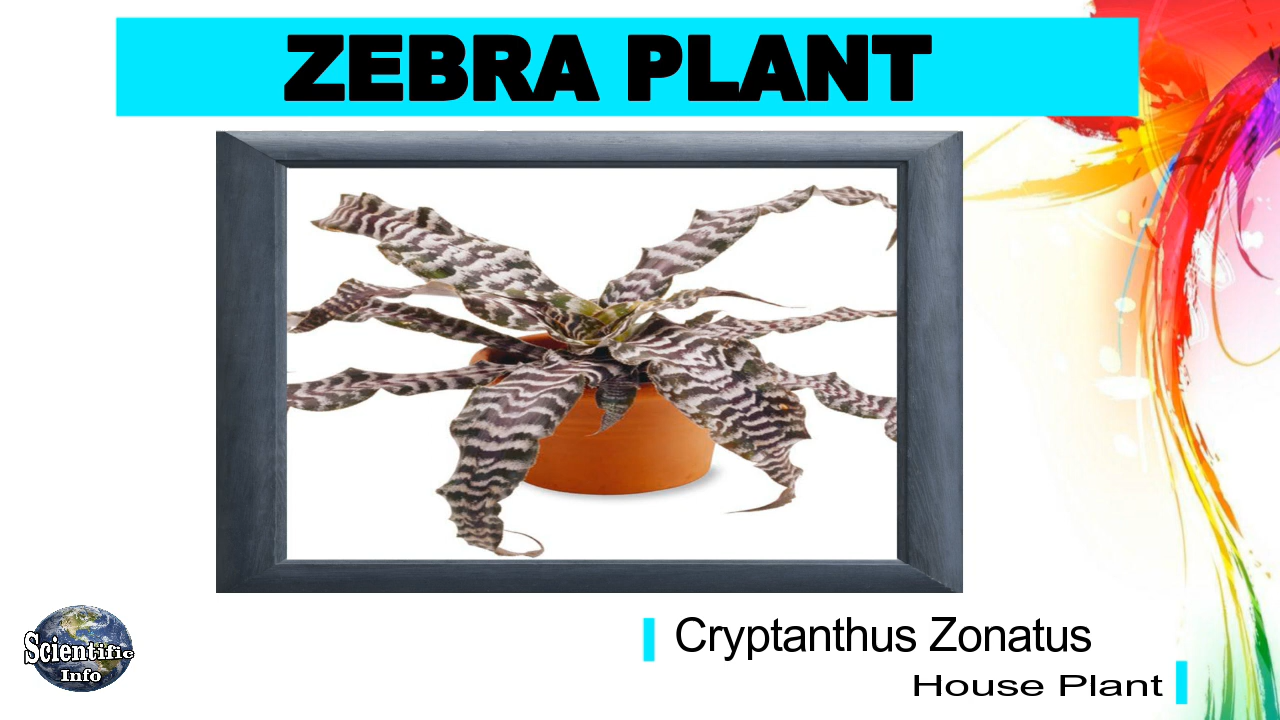 ZEBRA PLANT
Cryptanthus Zonatus
House Plant
Scientific
Info